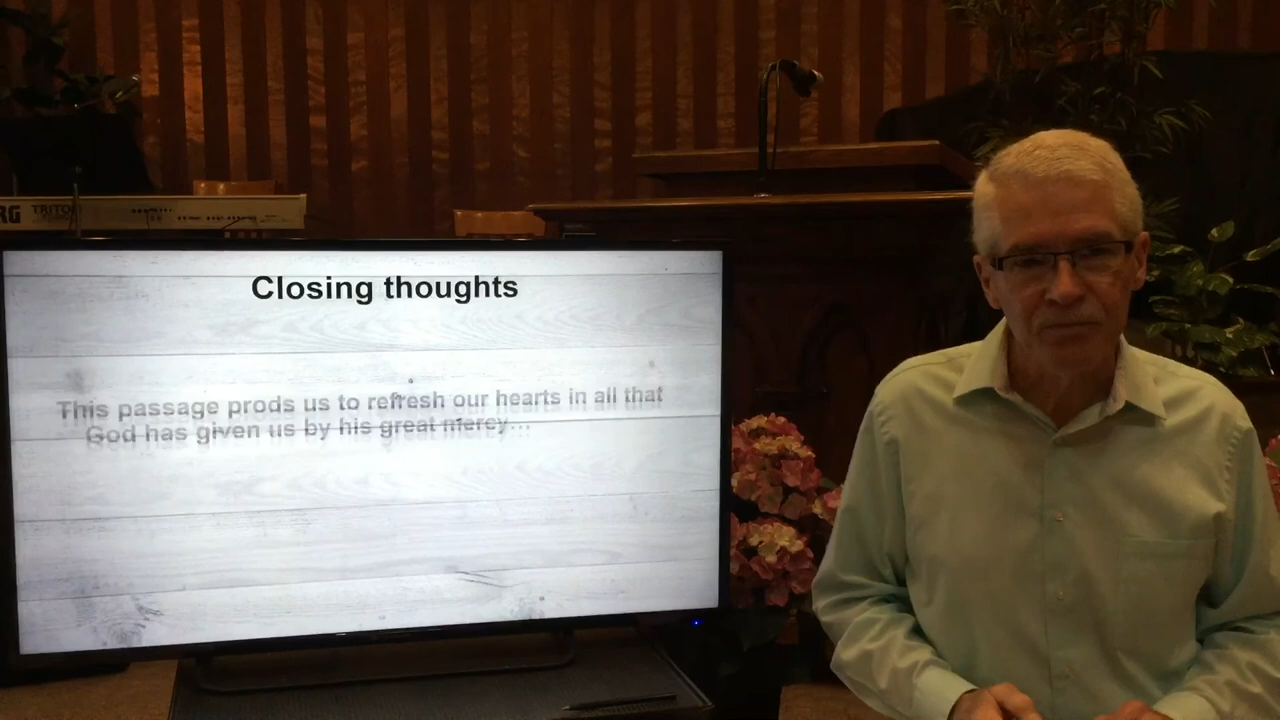 RG TRITON
Closing thoughts
This passage prods us to refresh our hearts in all that
God has given us by his great mercy...